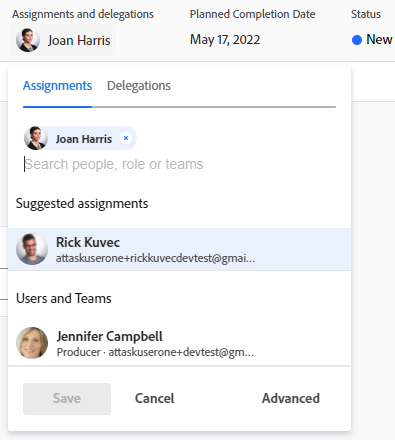 Assignments and delegations Planned Completion Date Status
Joan Harris May 17, 2022 New
Assignments Delegations
Joan Harris ×
Search people, role or teams
Suggested assignments
Rick Kuvec
attaskuserone+rickkuvecdevtest@gmai...
Users and Teams
Jennifer Campbell
Producer · attaskuserone+devtest@gm...
Save Cancel Advanced